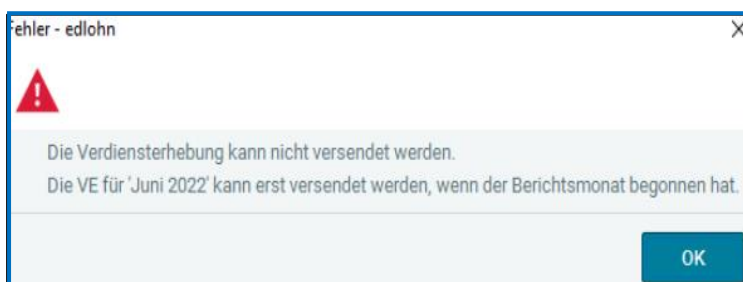 Fehler - edlohn
Die Verdiensterhebung kann nicht versendet werden.
Die VE für 'Juni 2022' kann erst versendet werden, wenn der Berichtsmonat begonnen hat.
OK